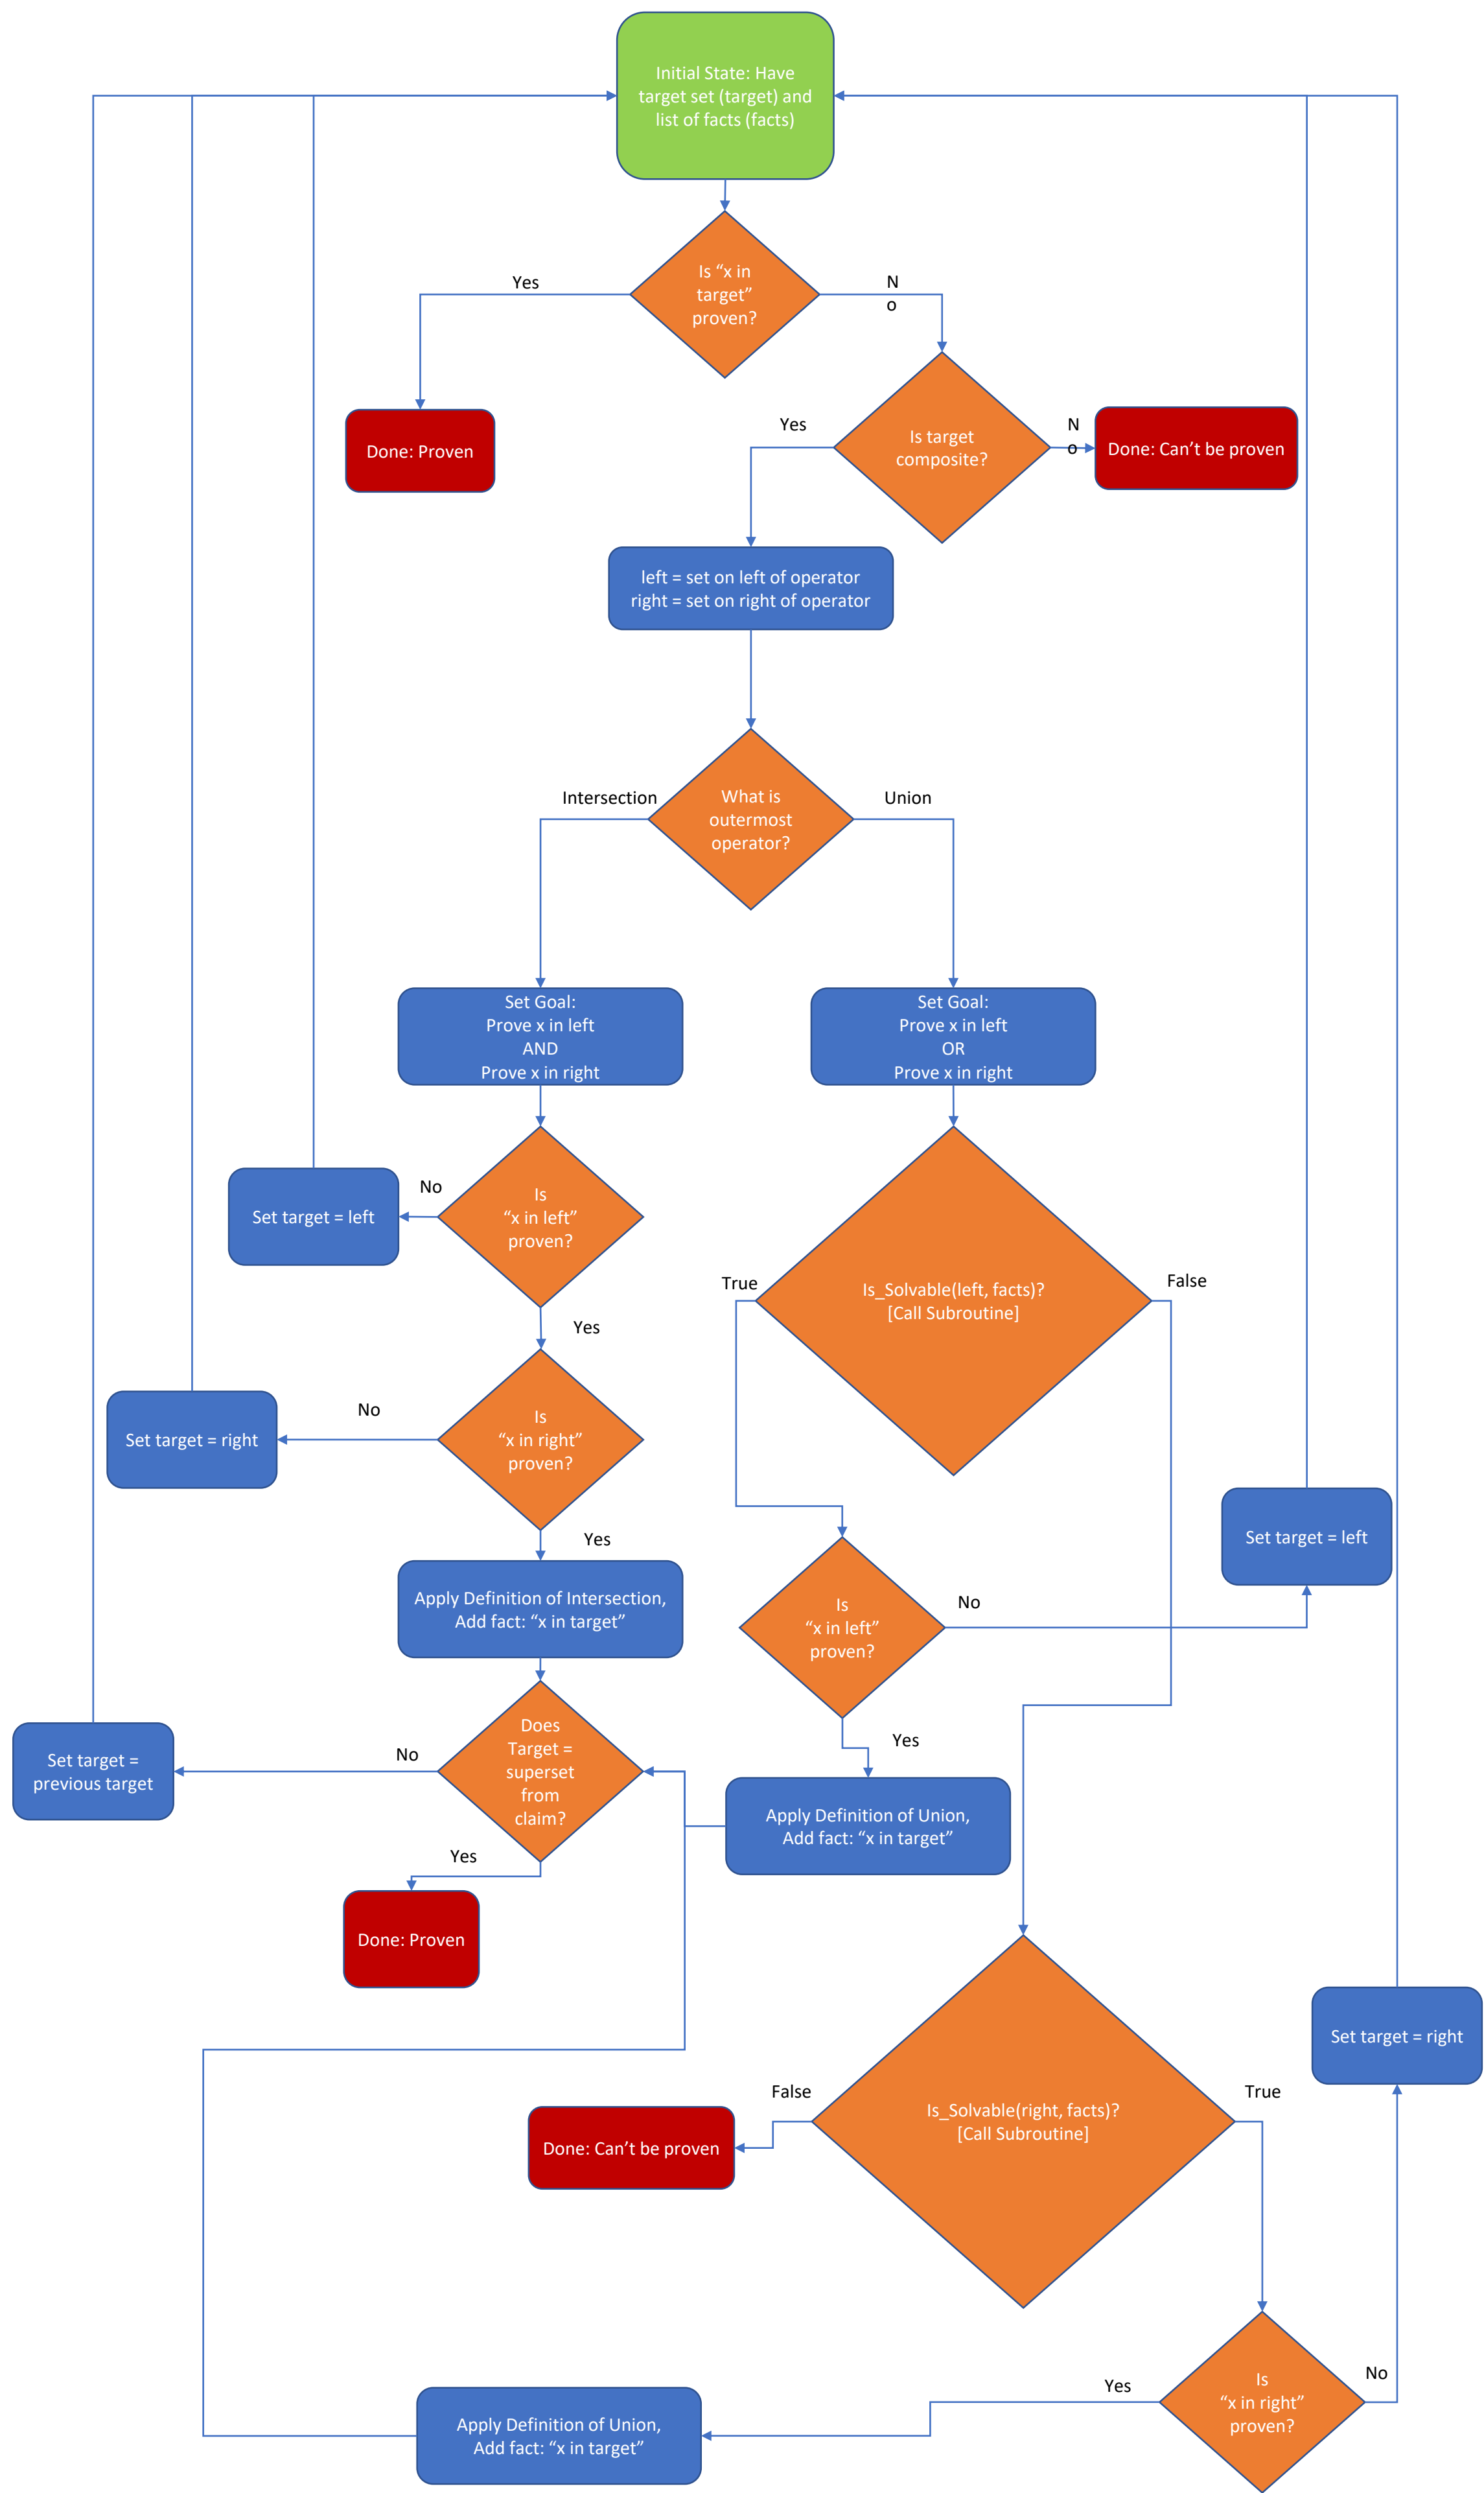 Initial State: Have
target set (target) and
list of facts (facts)
Is “x in
target”
proven?
Yes
N
o
Is target
composite?
Yes
N
o
Done: Proven
Done: Can’t be proven
left = set on left of operator
right = set on right of operator
What is
outermost
operator?
Intersection
Union
Set Goal:
Prove x in left
AND
Prove x in right
Set Goal:
Prove x in left
OR
Prove x in right
Is
“x in left”
proven?
No
Set target = left
Yes
Is_Solvable(left, facts)?
[Call Subroutine]
True
False
Is
“x in right”
proven?
No
Set target = right
Yes
Set target = left
Apply Definition of Intersection,
Add fact: “x in target”
Is
“x in left”
proven?
No
Yes
Does
Target =
superset
from
claim?
No
Set target =
previous target
Yes
Apply Definition of Union,
Add fact: “x in target”
Done: Proven
Set target = right
Is_Solvable(right, facts)?
[Call Subroutine]
False
True
Done: Can’t be proven
Is
“x in right”
proven?
Yes
No
Apply Definition of Union,
Add fact: “x in target”